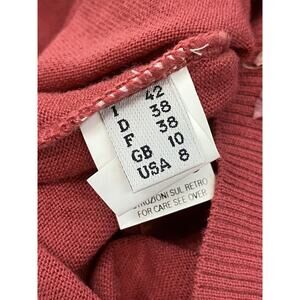 I 42
D 38
F 38
GB 10
USA 8
ISTRUZIONI SUL RETRO
FOR CARE SEE OVER